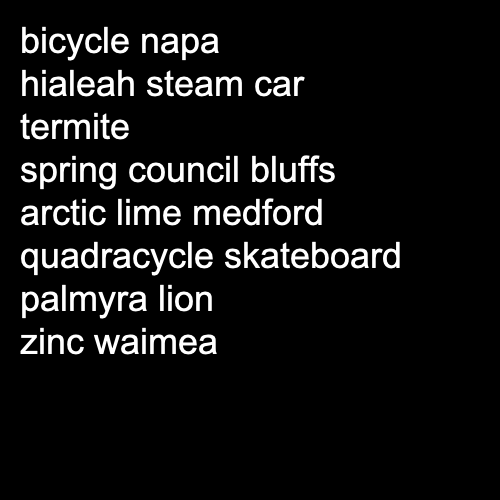 bicycle napa
hialeah steam car
termite
spring council bluffs
arctic lime medford
quadracycle skateboard
palmyra lion
zinc waimea